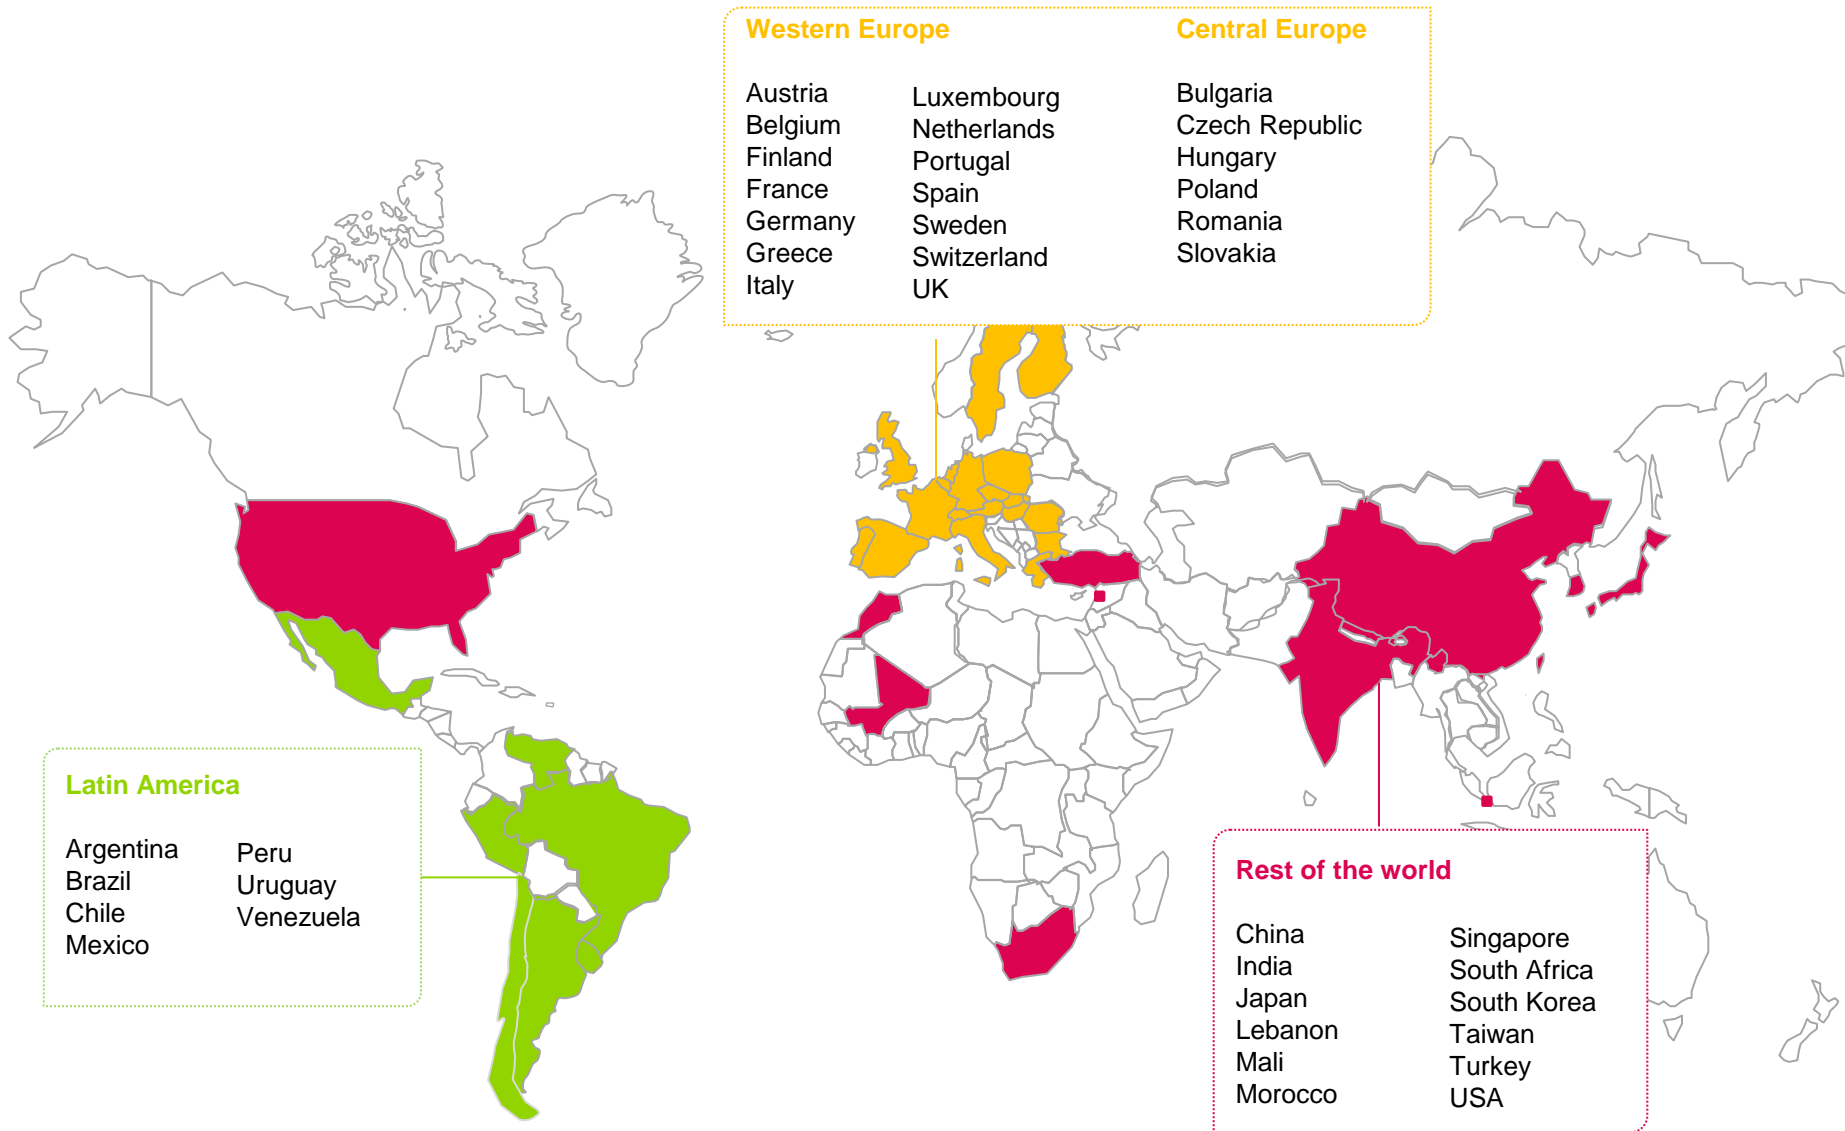 Western Europe
Austria
Belgium
Finland
France
Germany
Greece
Italy
Luxembourg
Netherlands
Portugal
Spain
Sweden
Switzerland
UK
Central Europe
Bulgaria
Czech Republic
Hungary
Poland
Romania
Slovakia
Latin America
Argentina
Brazil
Chile
Mexico
Peru
Uruguay
Venezuela
Rest of the world
China
India
Japan
Lebanon
Mali
Morocco
Singapore
South Africa
South Korea
Taiwan
Turkey
USA